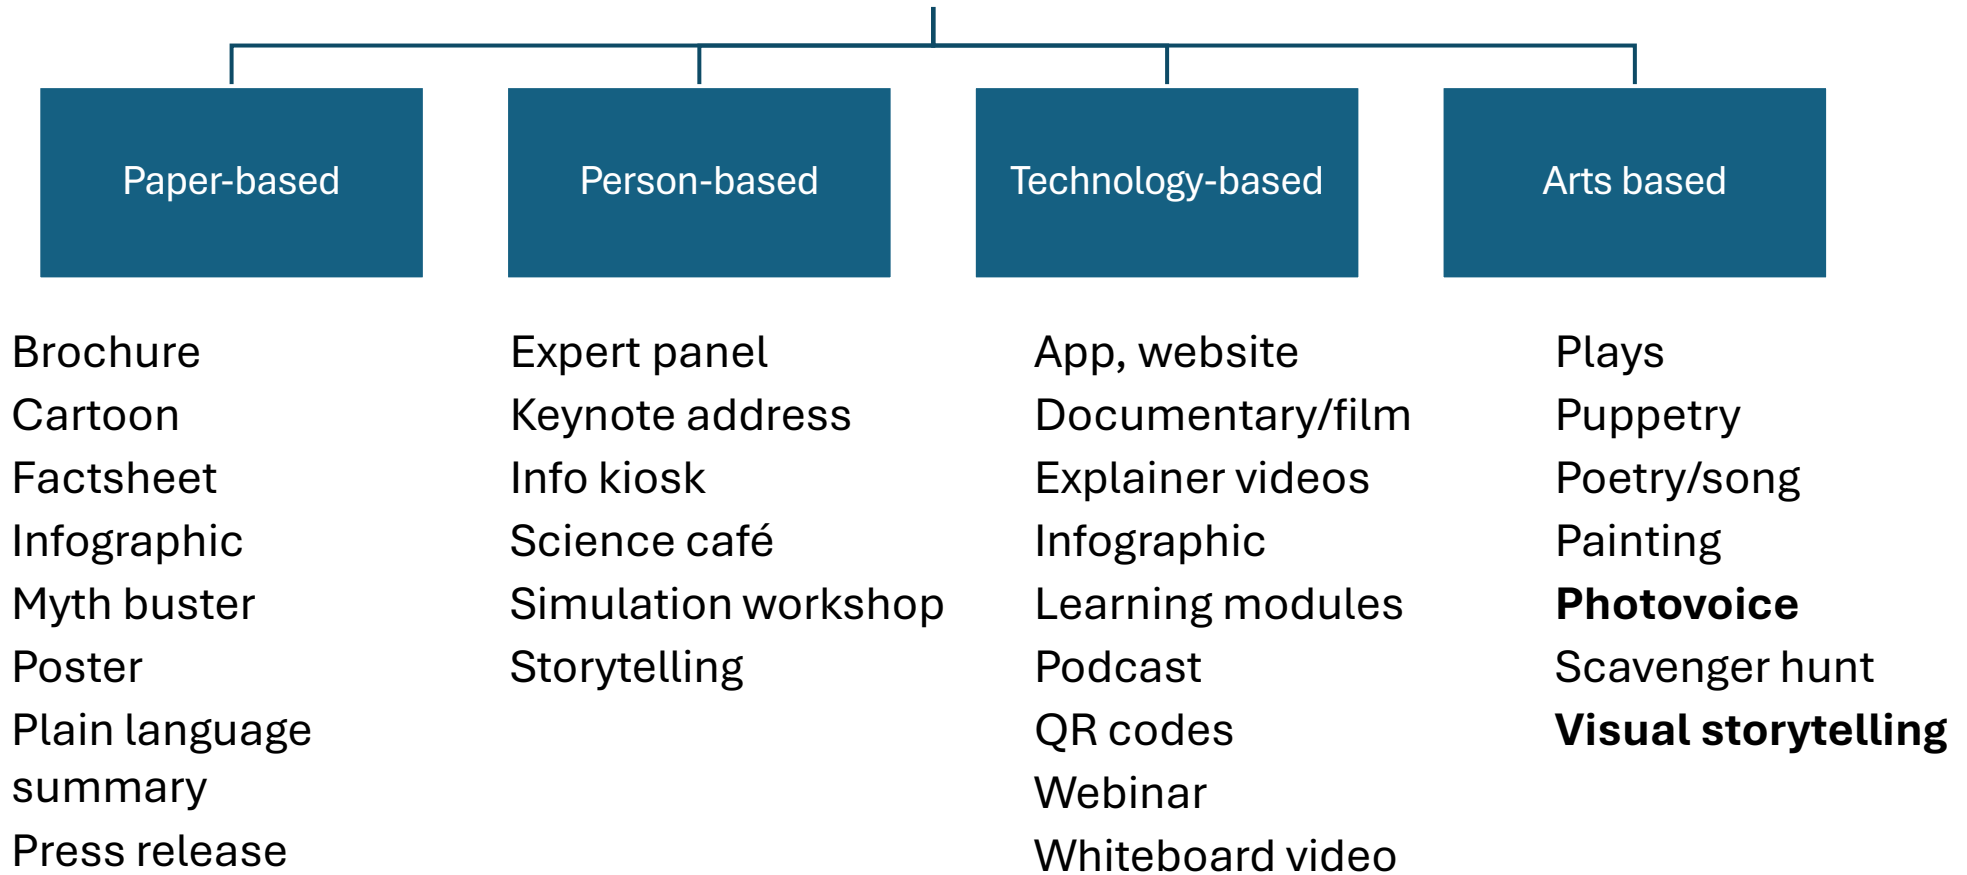 Paper-based
Person-based
Technology-based
Arts based
Brochure
Cartoon
Factsheet
Infographic
Myth buster
Poster
Plain language
summary
Press release
Expert panel
Keynote address
Info kiosk
Science café
Simulation workshop
Storytelling
App, website
Documentary/film
Explainer videos
Infographic
Learning modules
Podcast
QR codes
Webinar
Whiteboard video
Plays
Puppetry
Poetry/song
Painting
Photovoice
Scavenger hunt
Visual storytelling